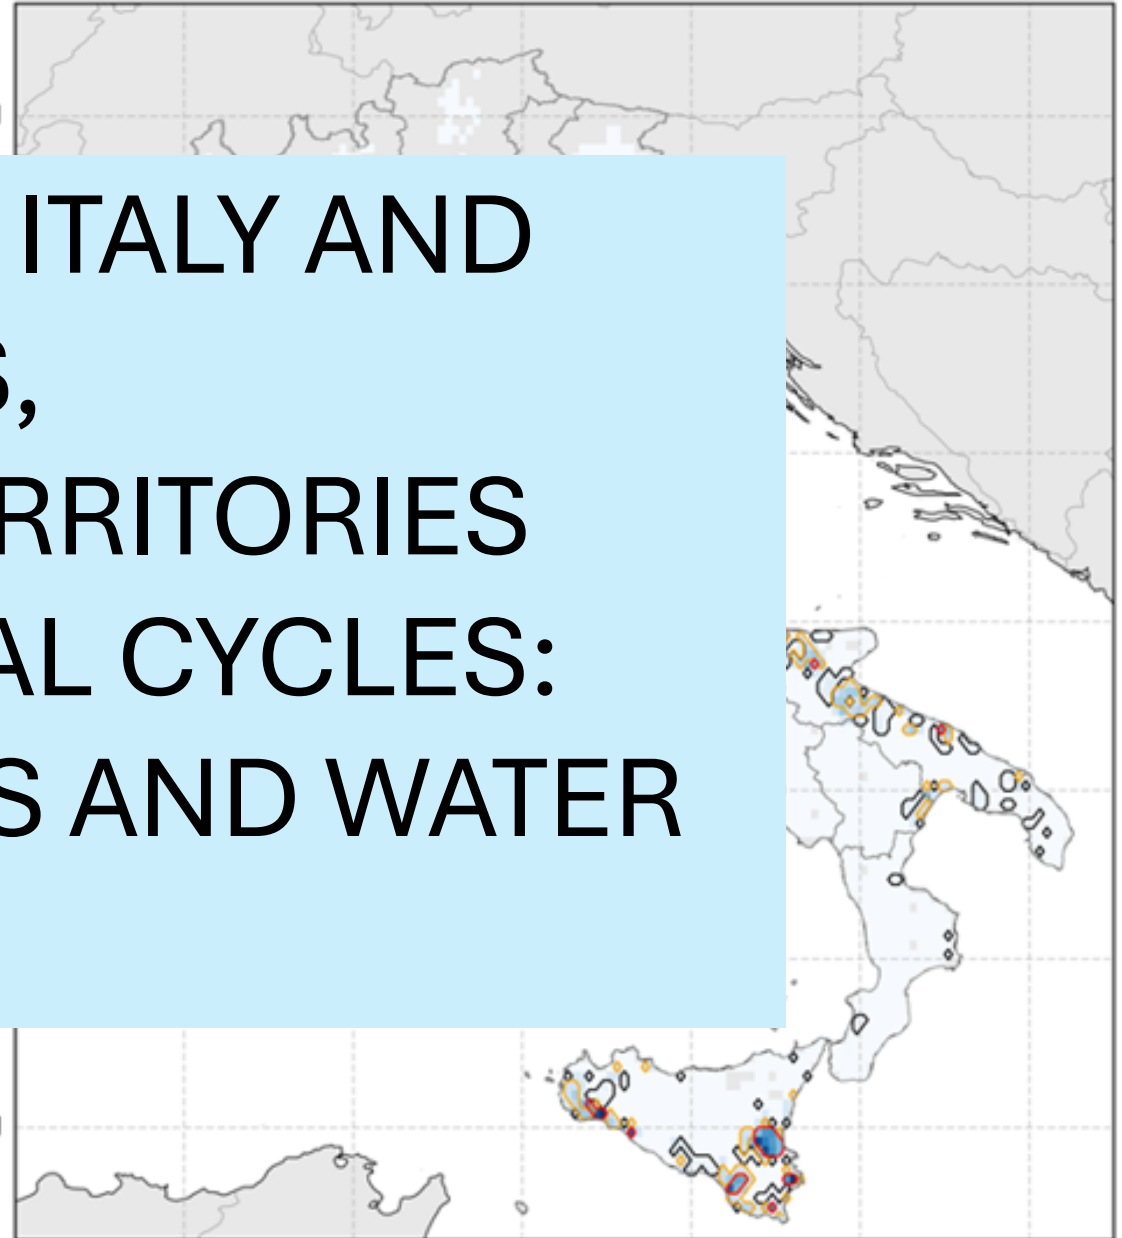 ITALY AND
S,
RRITORIES
AL CYCLES:
S AND WATER